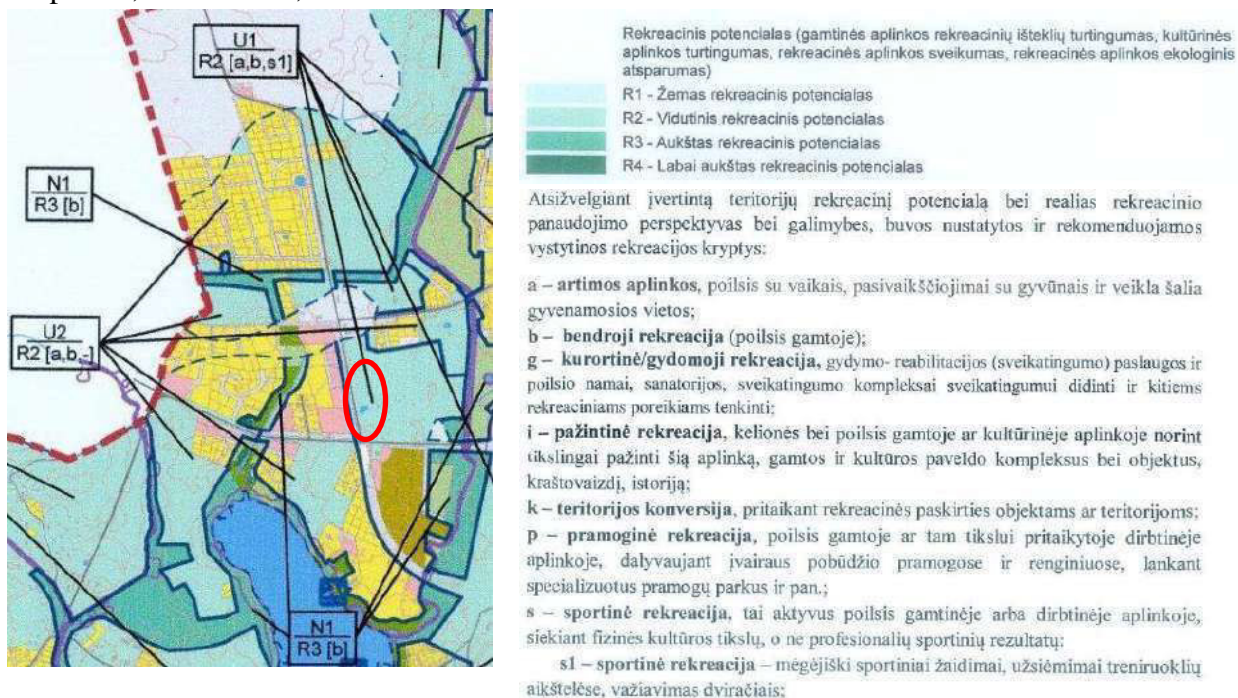 U1
R2 [a,b,s1]
N1
R3 [b]
U2
R2 [a,b,-]
N1
R3 [b]
Rekreacinis potencialas (gamtinės aplinkos rekreacinių išteklių turtingumas, kultūrinės
aplinkos turtingumas, rekreacinės aplinkos sveikumas, rekreacinės aplinkos ekologinis
atsparumas)
R1 - Žemas rekreacinis potencialas
R2 - Vidutinis rekreacinis potencialas
R3 - Aukštas rekreacinis potencialas
R4 - Labai aukštas rekreacinis potencialas
Atsižvelgiant įvertintą teritorijų rekreacinį potencialą bei realias rekreacinio
panaudojimo perspektyvas bei galimybes, buvos nustatytos ir rekomenduojamos
vystytinos rekreacijos kryptys:
a – artimos aplinkos, poilsis su vaikais, pasivaikščiojimai su gyvūnais ir veikla šalia
gyvenamosios vietos;
b – bendroji rekreacija (poilsis gamtoje);
g – kurortinė/gydomoji rekreacija, gydymo- reabilitacijos (sveikatingumo) paslaugos ir
poilsio namai, sanatorijos, sveikatingumo kompleksai sveikatingumui didinti ir kitiems
rekreaciniams poreikiams tenkinti;
i – pažintinė rekreacija, kelionės bei poilsis gamtoje ar kultūrinėje aplinkoje norint
tikslingai pažinti šią aplinką, gamtos ir kultūros paveldo kompleksus bei objektus,
kraštovaizdį, istoriją;
k – teritorijos konversija, pritaikant rekreacinės paskirties objektams ar teritorijoms;
p – pramoginė rekreacija, poilsis gamtoje ar tam tikslui pritaikytoje dirbtinėje
aplinkoje, dalyvaujant įvairaus pobūdžio pramogose ir renginiuose, lankant
specializuotus pramogų parkus ir pan.;
s – sportinė rekreacija, tai aktyvus poilsis gamtinėje arba dirbtinėje aplinkoje,
siekiant fizinės kultūros tikslų, o ne profesionalių sportinių rezultatų:
s1 – sportinė rekreacija – mėgėjiški sportiniai žaidimai, užsiėmimai treniruoklių
aikštelėse, važiavimas dviračiais;